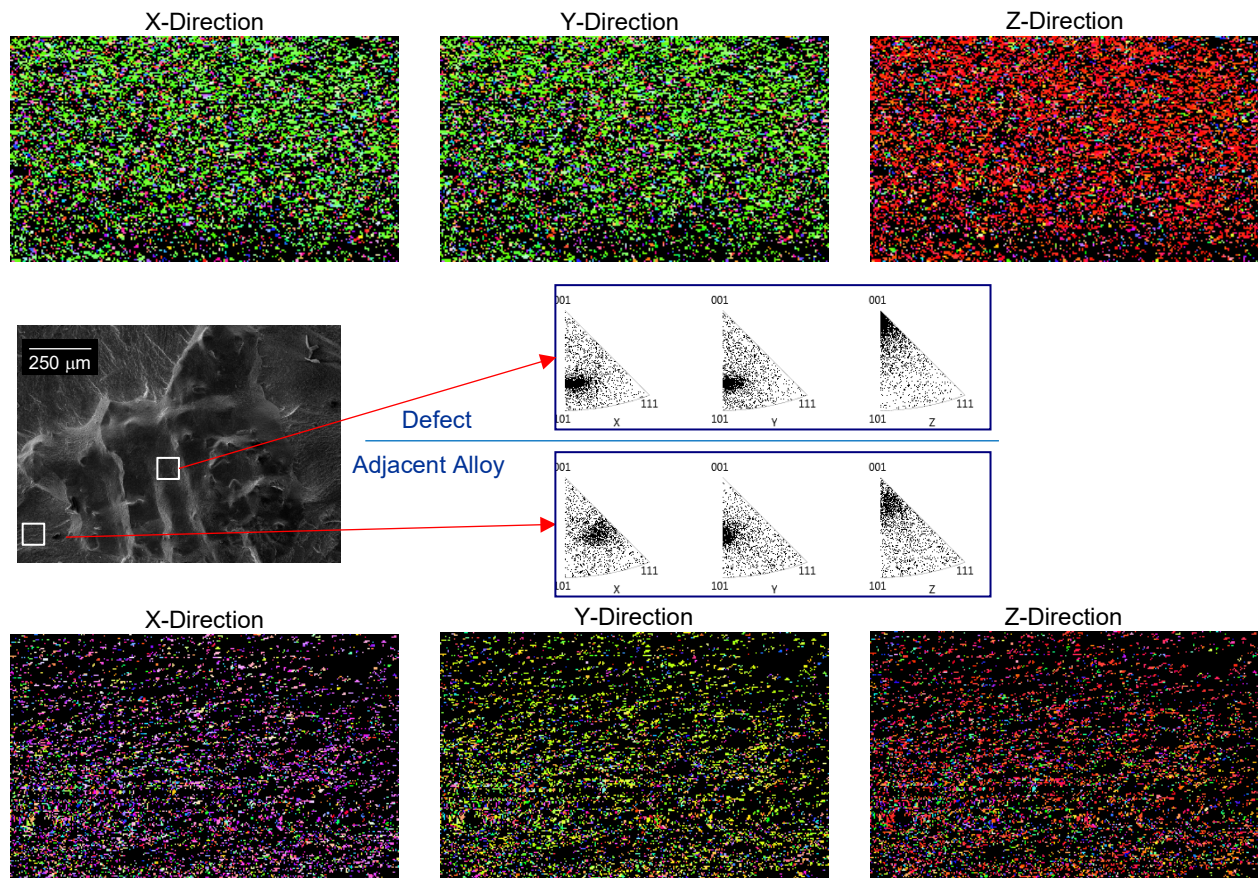 X-Direction
Y-Direction
Z-Direction
250 μm
001
001
001
111
111
111
101
101
101
X
Y
Z
Defect
Adjacent Alloy
001
001
001
111
111
111
101
101
101
X
Y
Z
X-Direction
Y-Direction
Z-Direction